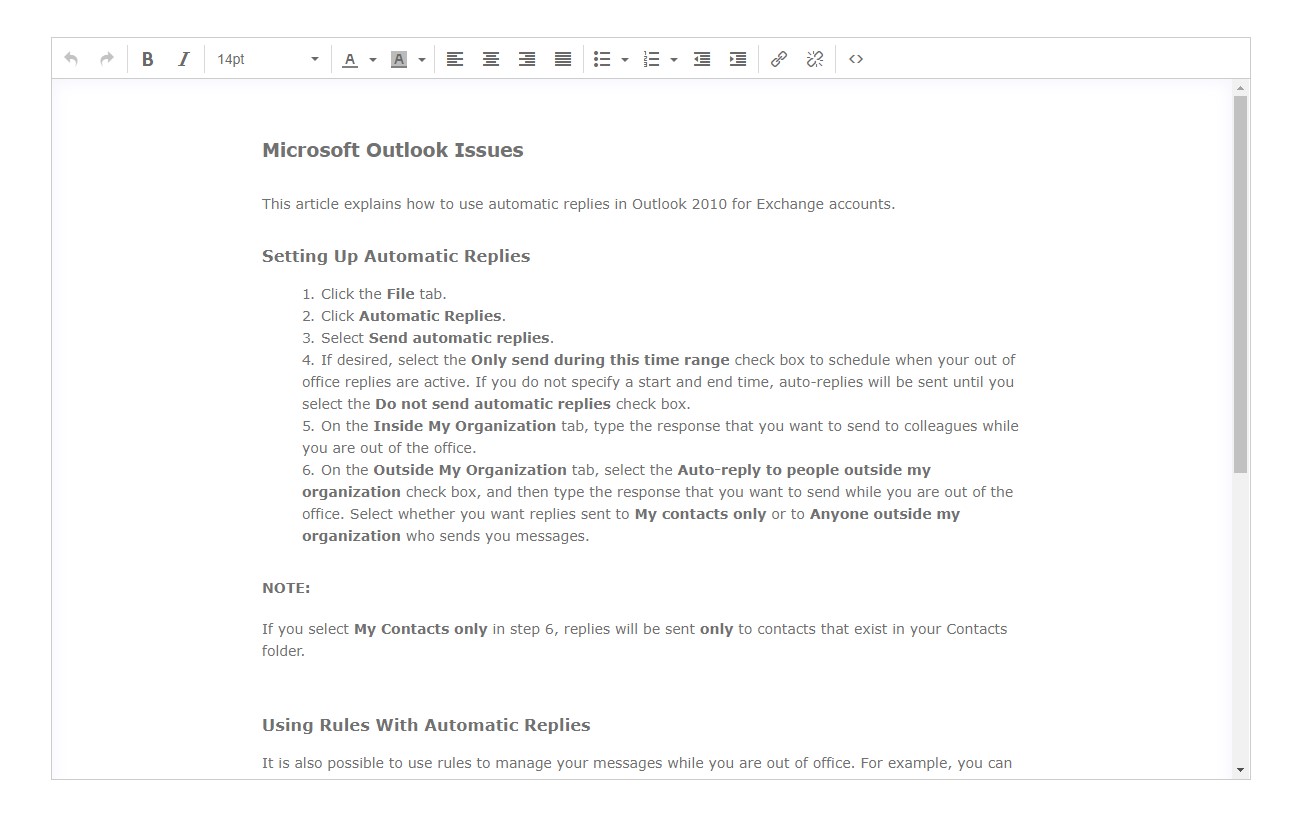 B I 14pt A A
Microsoft Outlook Issues
This article explains how to use automatic replies in Outlook 2010 for Exchange accounts.
Setting Up Automatic Replies
1. Click the File tab.
2. Click Automatic Replies.
3. Select Send automatic replies.
4. If desired, select the Only send during this time range check box to schedule when your out of
office replies are active. If you do not specify a start and end time, auto-replies will be sent until you
select the Do not send automatic replies check box.
5. On the Inside My Organization tab, type the response that you want to send to colleagues while
you are out of the office.
6. On the Outside My Organization tab, select the Auto-reply to people outside my
organization check box, and then type the response that you want to send while you are out of the
office. Select whether you want replies sent to My contacts only or to Anyone outside my
organization who sends you messages.
NOTE:
If you select My Contacts only in step 6, replies will be sent only to contacts that exist in your Contacts
folder.
Using Rules With Automatic Replies
It is also possible to use rules to manage your messages while you are out of office. For example, you can